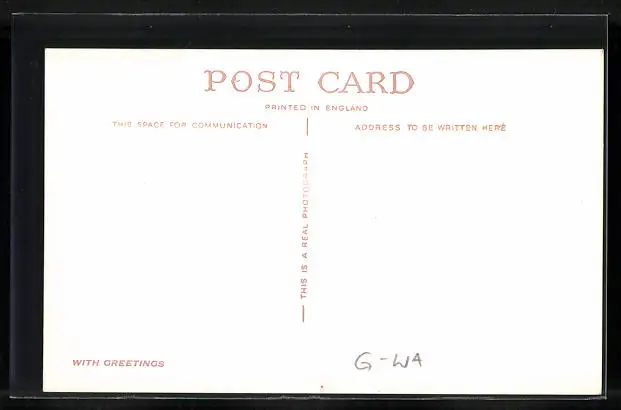 POST CARD
PRINTED IN ENGLAND
THIS SPACE FOR COMMUNICATION
ADDRESS TO BE WRITTEN HERE
THIS IS A REAL PHOTOGRAPH
WITH GREETINGS
G-WA